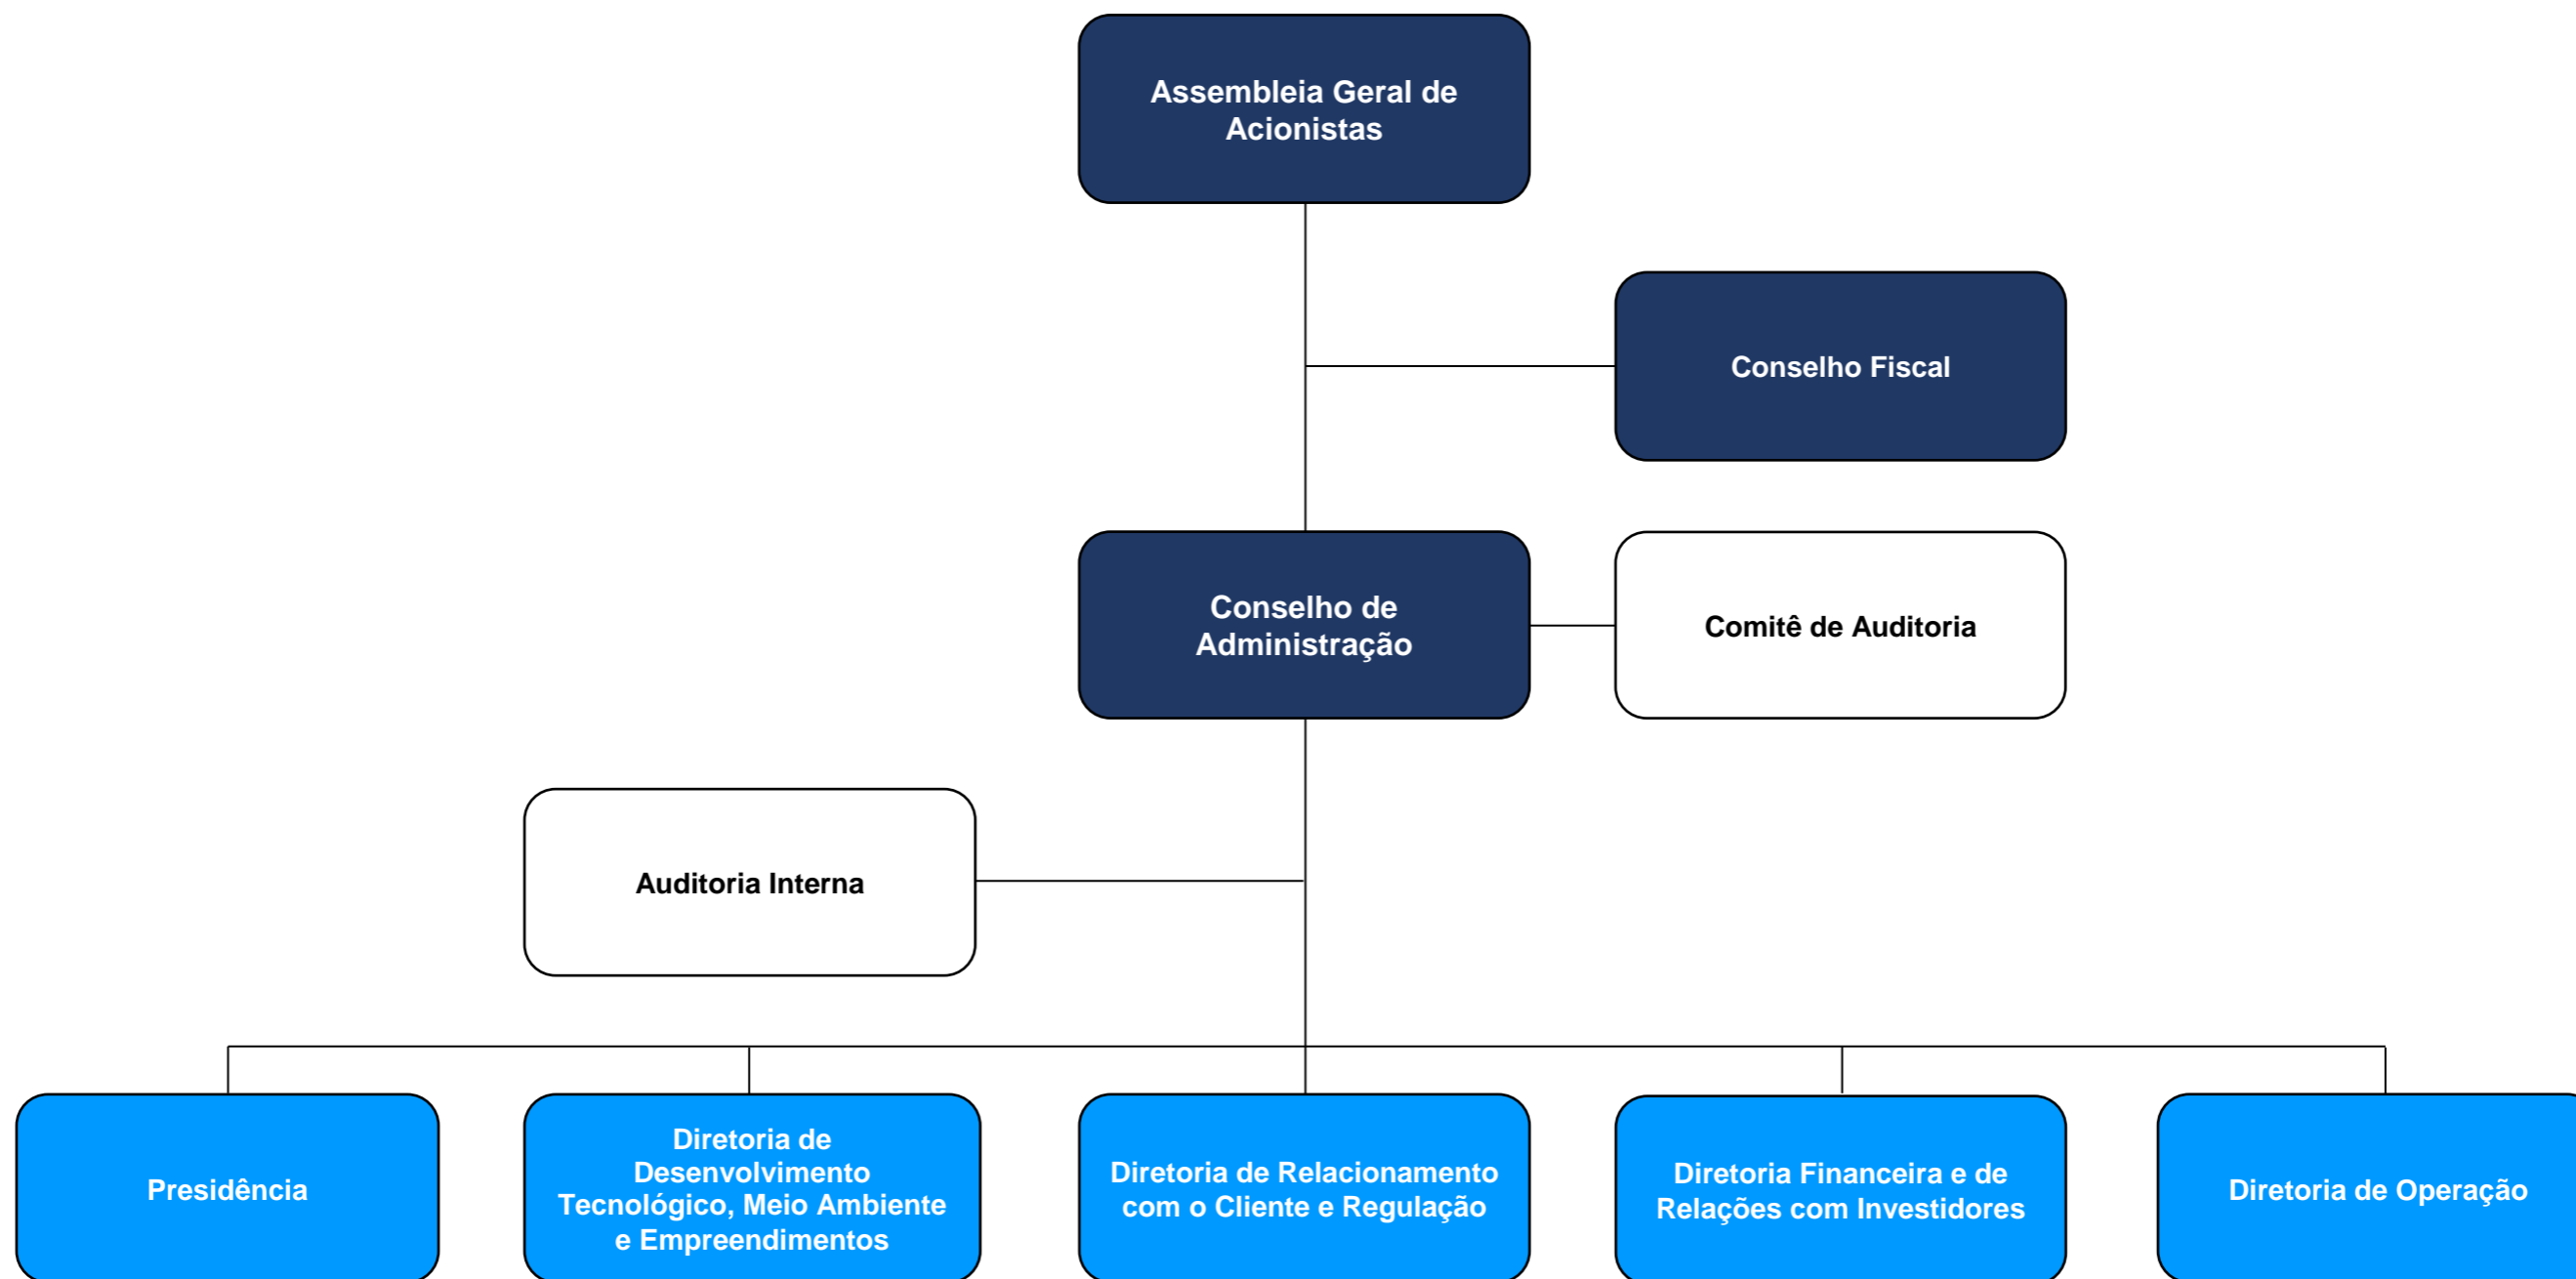 Assembleia Geral de
Acionistas
Conselho Fiscal
Conselho de
Administração
Comitê de Auditoria
Auditoria Interna
Presidência
Diretoria de
Desenvolvimento
Tecnológico, Meio Ambiente
e Empreendimentos
Diretoria de Relacionamento
com o Cliente e Regulação
Diretoria Financeira e de
Relações com Investidores
Diretoria de Operação